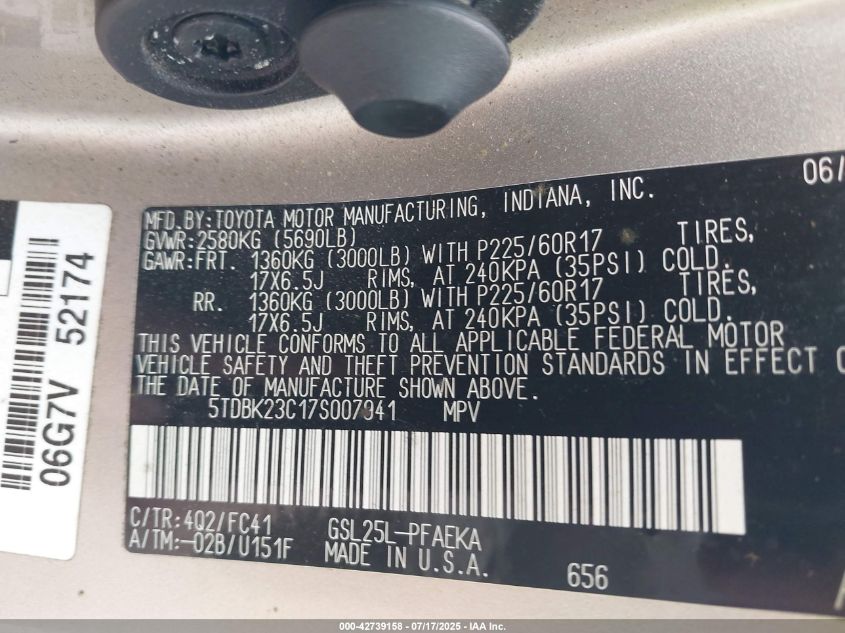 06/
MFD.BY:TOYOTA MOTOR MANUFACTURING, INDIANA, INC.
GVWR:2580KG (5690LB)
GAWR:FRT. 1360KG (3000LB) WITH P225/60R17 TIRES,
17X6.5J RIMS, AT 240KPA (35PSI) COLD.
RR. 1360KG (3000LB) WITH P225/60R17 TIRES,
17X6.5J RIMS, AT 240KPA (35PSI) COLD.
THIS VEHICLE CONFORMS TO ALL APPLICABLE FEDERAL MOTOR
VEHICLE SAFETY AND THEFT PREVENTION STANDARDS IN EFFECT O
THE DATE OF MANUFACTURE SHOWN ABOVE.
5TDBK23C17S007941 MPV
C/TR:4Q2/FC41 GSL25L-PFAEKA
A/TM:-02B/U151F MADE IN U.S.A. 656
06G7V 52174
000-42739158 - 07/17/2025 - IAA Inc.